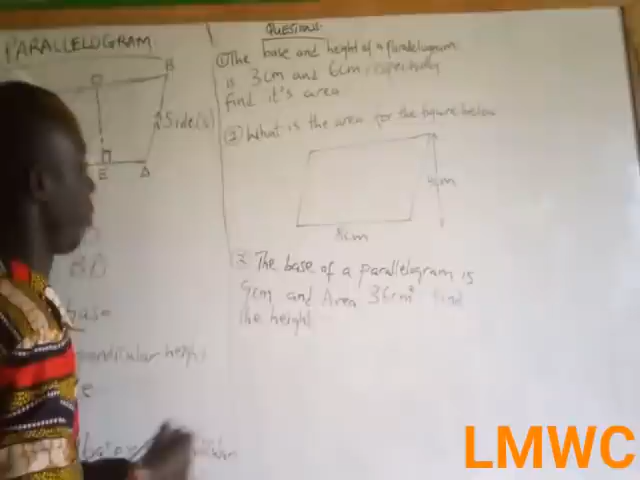 PARALLELOGRAM
B
Side(s)
E
A
BD
base
pendicular height
QUESTIONS
① The base and height of a parallelogram
is 3cm and 6cm respectively
find it's area
② What is the area for the figure below
4cm
8cm
3 The base of a parallelogram is
9cm and Area 36cm² find
the height
LMWC